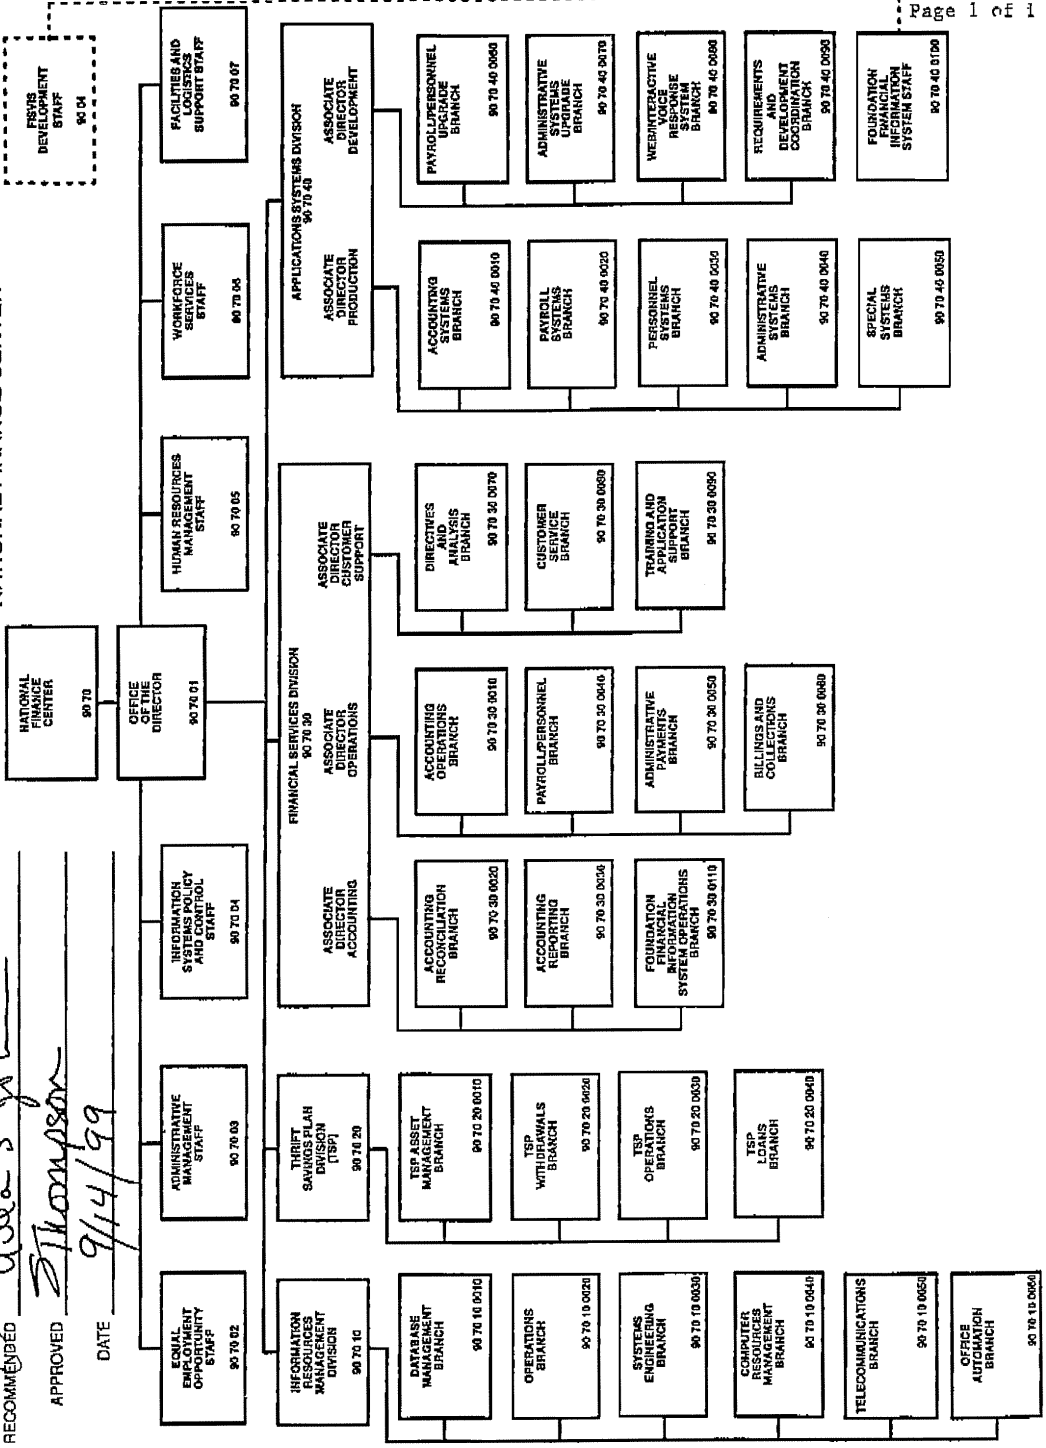 Page 1 of 1
RECOMMENDED
APPROVED
SThompson
DATE
9/14/99
FISVIS
DEVELOPMENT
STAFF
90 04
NATIONAL
FINANCE
CENTER
90 70
OFFICE
OF THE
DIRECTOR
90 70 01
EQUAL
EMPLOYMENT
OPPORTUNITY
STAFF
90 70 02
ADMINISTRATIVE
MANAGEMENT
STAFF
90 70 03
INFORMATION
SYSTEMS POLICY
AND CONTROL
STAFF
90 70 04
HUMAN RESOURCES
MANAGEMENT
STAFF
90 70 05
WORKFORCE
SERVICES
STAFF
90 70 06
FACILITIES AND
LOGISTICS
SUPPORT STAFF
90 70 07
INFORMATION
RESOURCES
MANAGEMENT
DIVISION
90 70 10
THRIFT
SAVINGS PLAN
DIVISION
[TSP]
90 70 20
FINANCIAL SERVICES DIVISION
90 70 30
ASSOCIATE
DIRECTOR
ACCOUNTING
ASSOCIATE
DIRECTOR
OPERATIONS
ASSOCIATE
DIRECTOR
CUSTOMER
SUPPORT
APPLICATIONS SYSTEMS DIVISION
90 70 40
ASSOCIATE
DIRECTOR
PRODUCTION
ASSOCIATE
DIRECTOR
DEVELOPMENT
DATABASE
MANAGEMENT
BRANCH
90 70 10 0010
OPERATIONS
BRANCH
90 70 10 0020
SYSTEMS
ENGINEERING
BRANCH
90 70 10 0030
COMPUTER
RESOURCES
MANAGEMENT
BRANCH
90 70 10 0040
TELECOMMUNICATIONS
BRANCH
90 70 10 0050
OFFICE
AUTOMATION
BRANCH
90 70 10 0060
TSP ASSET
MANAGEMENT
BRANCH
90 70 20 0010
TSP
WITHDRAWALS
BRANCH
90 70 20 0020
TSP
OPERATIONS
BRANCH
90 70 20 0030
TSP
LOANS
BRANCH
90 70 20 0040
ACCOUNTING
RECONCILIATION
BRANCH
90 70 30 0020
ACCOUNTING
REPORTING
BRANCH
90 70 30 0030
FOUNDATION
FINANCIAL
INFORMATION
SYSTEM OPERATIONS
BRANCH
90 70 30 0110
ACCOUNTING
OPERATIONS
BRANCH
90 70 30 0010
PAYROLL/PERSONNEL
BRANCH
90 70 30 0040
ADMINISTRATIVE
PAYMENTS
BRANCH
90 70 30 0050
BILLINGS AND
COLLECTIONS
BRANCH
90 70 30 0060
DIRECTIVES
AND
ANALYSIS
BRANCH
90 70 30 0070
CUSTOMER
SERVICE
BRANCH
90 70 30 0080
TRAINING AND
APPLICATION
SUPPORT
BRANCH
90 70 30 0090
ACCOUNTING
SYSTEMS
BRANCH
90 70 40 0010
PAYROLL
SYSTEMS
BRANCH
90 70 40 0020
PERSONNEL
SYSTEMS
BRANCH
90 70 40 0030
ADMINISTRATIVE
SYSTEMS
BRANCH
90 70 40 0040
SPECIAL
SYSTEMS
BRANCH
90 70 40 0050
PAYROLL/PERSONNEL
UPGRADE
BRANCH
90 70 40 0060
ADMINISTRATIVE
SYSTEMS
UPGRADE
BRANCH
90 70 40 0070
WEB/INTERACTIVE
VOICE
RESPONSE
SYSTEM
BRANCH
90 70 40 0080
REQUIREMENTS
AND
DEVELOPMENT
COORDINATION
BRANCH
90 70 40 0090
FOUNDATION
FINANCIAL
INFORMATION
SYSTEM STAFF
90 70 40 0100